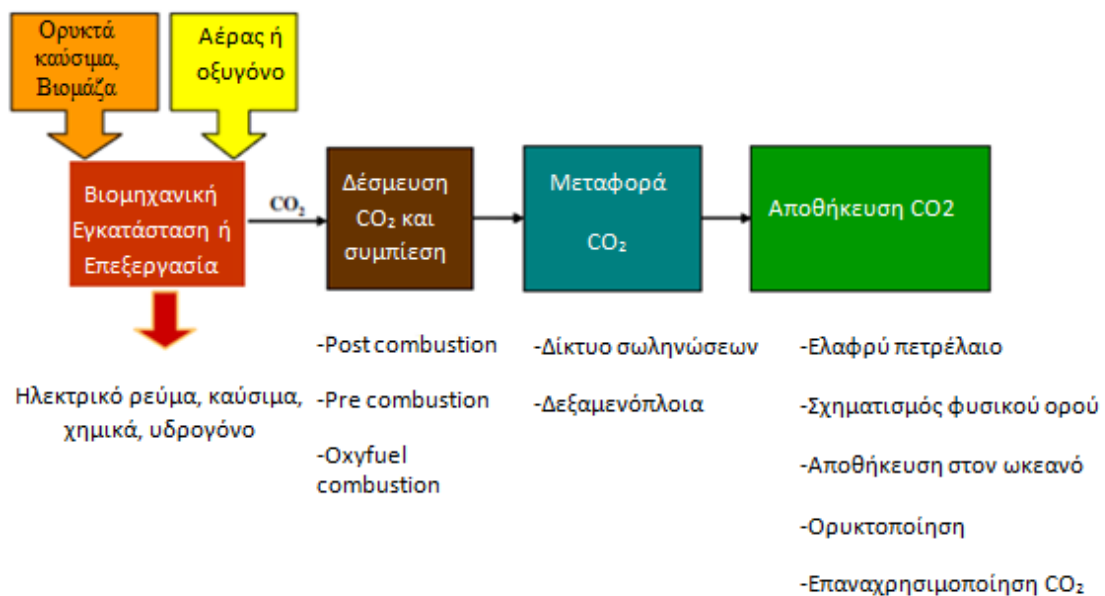 Ορυκτά
καύσιμα,
Βιομάζα
Αέρας ή
οξυγόνο
Βιομηχανική
Εγκατάσταση ή
Επεξεργασία
CO₂
Δέσμευση
CO₂ και
συμπίεση
Μεταφορά
CO₂
Αποθήκευση CO2
Ηλεκτρικό ρεύμα, καύσιμα,
χημικά, υδρογόνο
-Post combustion
-Pre combustion
-Oxyfuel
combustion
-Δίκτυο σωληνώσεων
-Δεξαμενόπλοια
-Ελαφρύ πετρέλαιο
-Σχηματισμός φυσικού ορού
-Αποθήκευση στον ωκεανό
-Ορυκτοποίηση
-Επαναχρησιμοποίηση CO₂